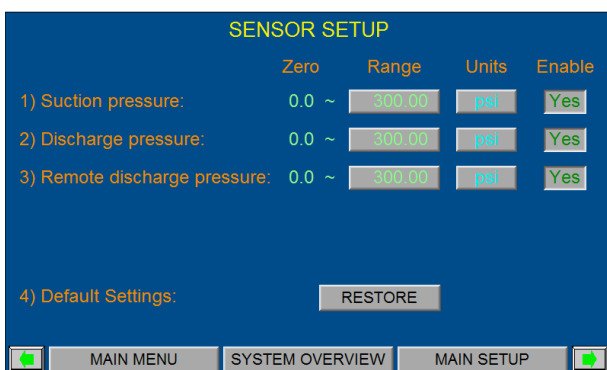 SENSOR SETUP
Zero Range Units Enable
1) Suction pressure: 0.0 ~ 300.00 psi Yes
2) Discharge pressure: 0.0 ~ 300.00 psi Yes
3) Remote discharge pressure: 0.0 ~ 300.00 psi Yes
4) Default Settings: RESTORE
MAIN MENU SYSTEM OVERVIEW MAIN SETUP